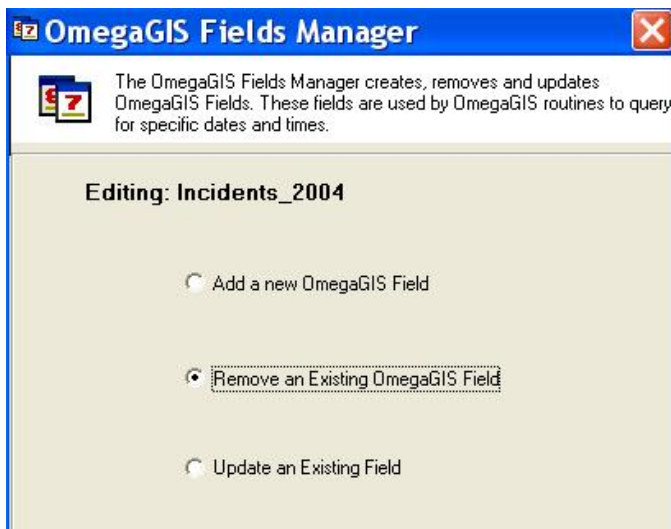 OmegaGIS Fields Manager
The OmegaGIS Fields Manager creates, removes and updates
OmegaGIS Fields. These fields are used by OmegaGIS routines to query
for specific dates and times.
Editing: Incidents_2004
Add a new OmegaGIS Field
Remove an Existing OmegaGIS Field
Update an Existing Field